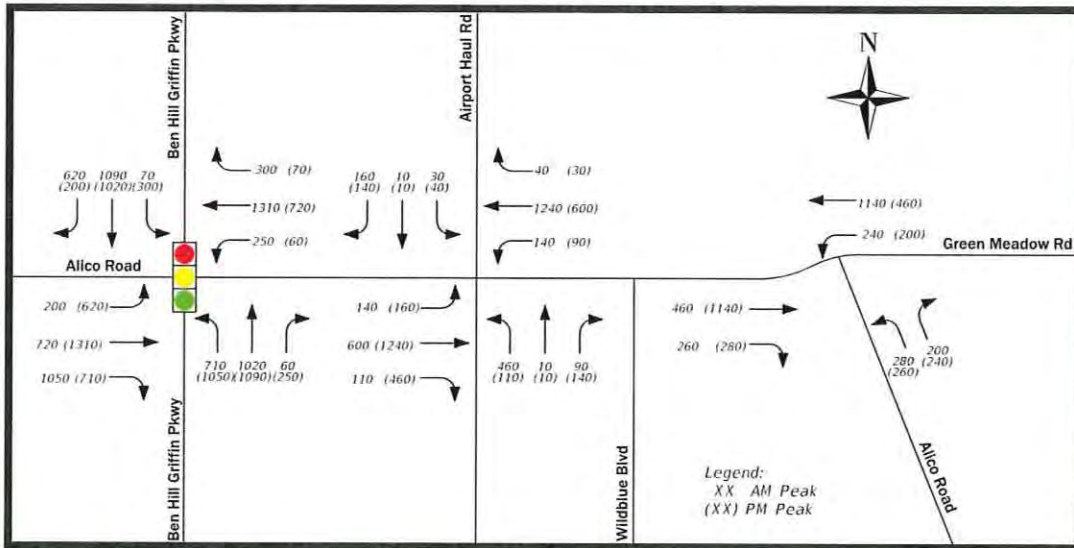 Ben Hill Griffin Pkwy
Airport Haul Rd
N
620 1090 70
(200) (1020) (300)
300 (70)
1310 (720)
250 (60)
160 10 30
(140) (10) (40)
40 (30)
1240 (600)
140 (90)
1140 (460)
240 (200)
Green Meadow Rd
Alico Road
200 (620)
720 (1310)
1050 (710)
710 1020 60
(1050) (1090) (250)
140 (160)
600 (1240)
110 (460)
460 10 90
(110) (10) (140)
460 (1140)
260 (280)
280 200
(260) (240)
Ben Hill Griffin Pkwy
Wildblue Blvd
Alico Road
Legend:
XX AM Peak
(XX) PM Peak